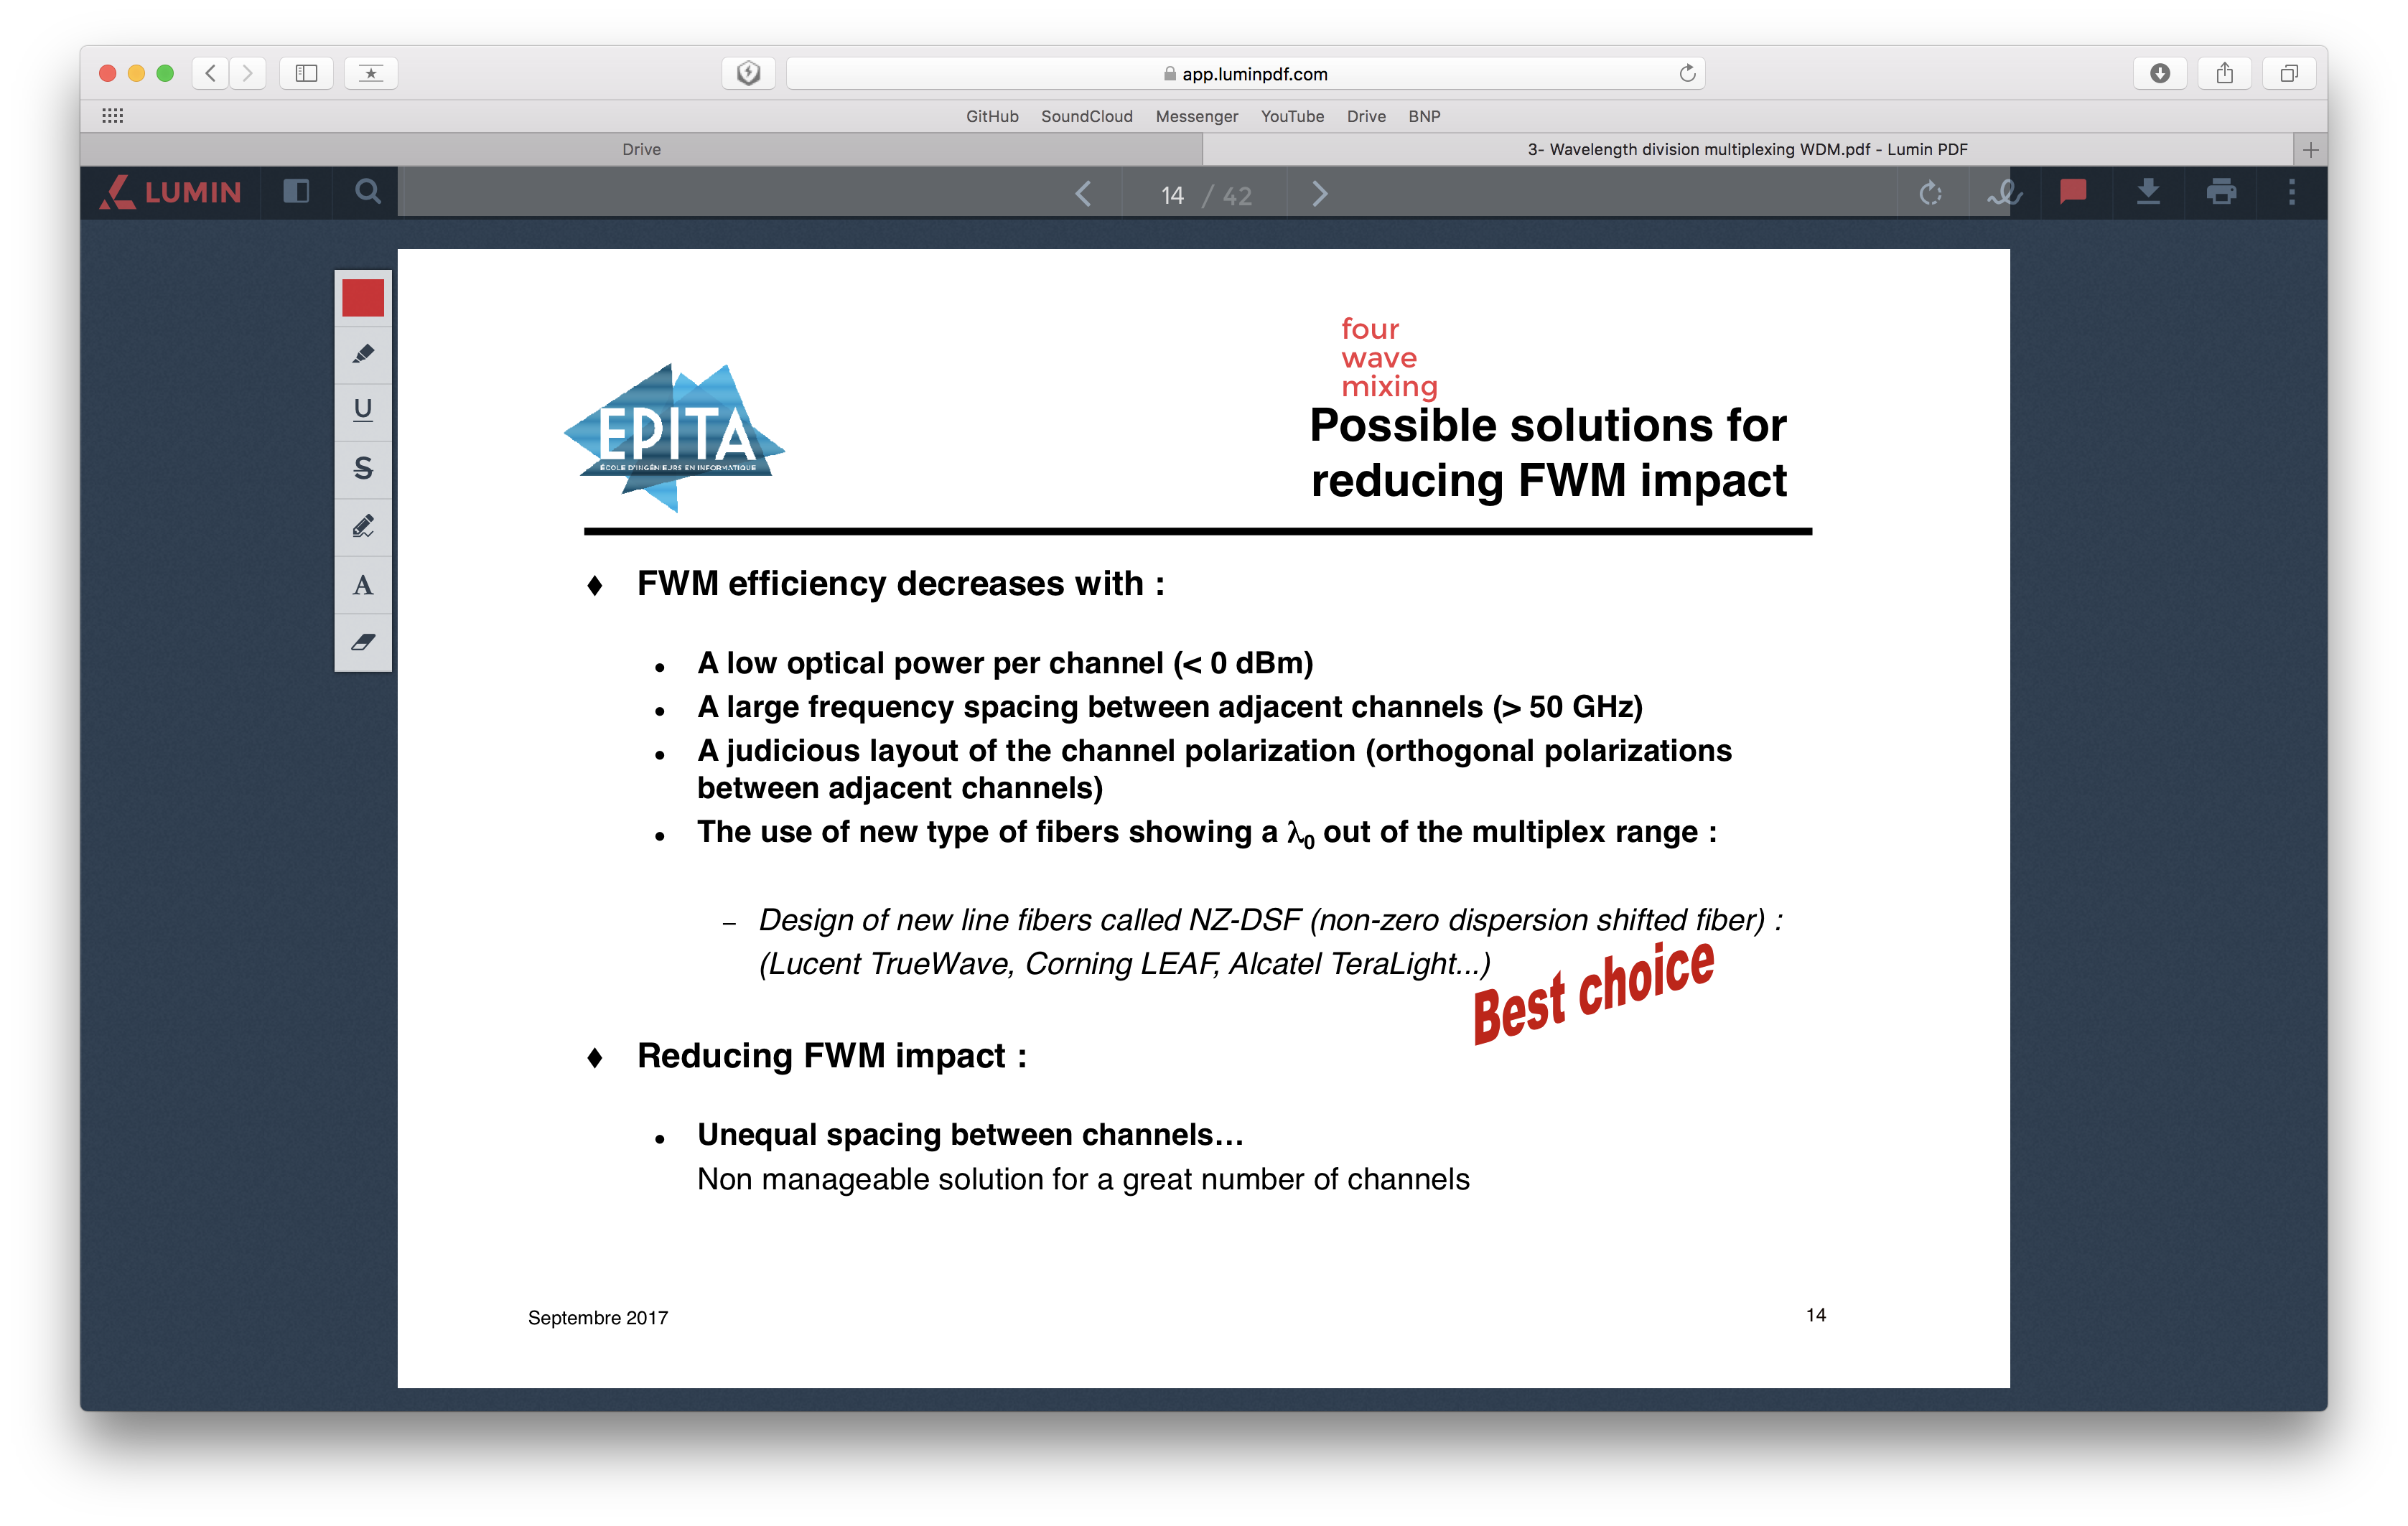 app.luminpdf.com
GitHub SoundCloud Messenger YouTube Drive BNP
Drive
3- Wavelength division multiplexing WDM.pdf - Lumin PDF
LUMIN
14 / 42
U
S
A
four
wave
mixing
EPITA
ÉCOLE D'INGÉNIEURS EN INFORMATIQUE
Possible solutions for
reducing FWM impact
♦ FWM efficiency decreases with :
• A low optical power per channel (< 0 dBm)
• A large frequency spacing between adjacent channels (> 50 GHz)
• A judicious layout of the channel polarization (orthogonal polarizations
between adjacent channels)
• The use of new type of fibers showing a λ₀ out of the multiplex range :
– Design of new line fibers called NZ-DSF (non-zero dispersion shifted fiber) :
(Lucent TrueWave, Corning LEAF, Alcatel TeraLight...)
Best choice
♦ Reducing FWM impact :
• Unequal spacing between channels…
Non manageable solution for a great number of channels
Septembre 2017
14